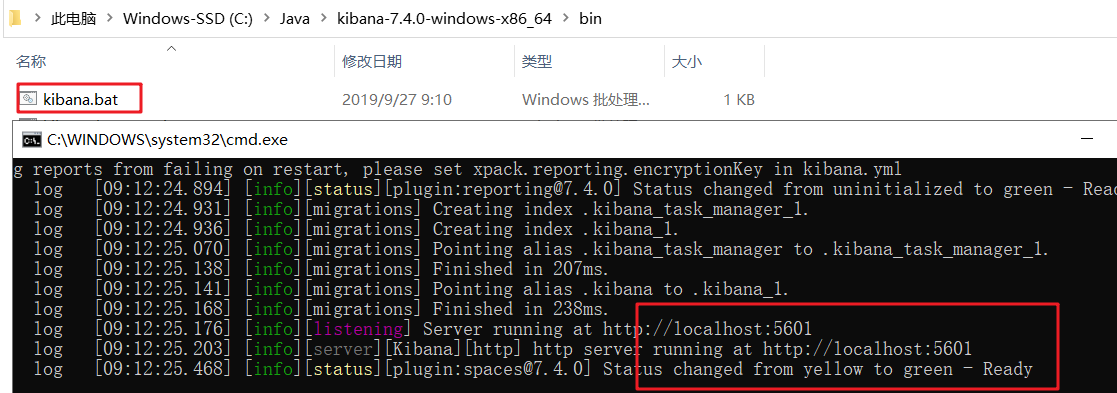 此电脑 > Windows-SSD (C:) > Java > kibana-7.4.0-windows-x86_64 > bin
名称 修改日期 类型 大小
kibana.bat 2019/9/27 9:10 Windows 批处理... 1 KB
C:\WINDOWS\system32\cmd.exe
g reports from failing on restart, please set xpack.reporting.encryptionKey in kibana.yml
log [09:12:24.894] [info][status][plugin:reporting@7.4.0] Status changed from uninitialized to green - Ready
log [09:12:24.931] [info][migrations] Creating index .kibana_task_manager_1.
log [09:12:24.936] [info][migrations] Creating index .kibana_1.
log [09:12:25.070] [info][migrations] Pointing alias .kibana_task_manager to .kibana_task_manager_1.
log [09:12:25.138] [info][migrations] Finished in 207ms.
log [09:12:25.141] [info][migrations] Pointing alias .kibana to .kibana_1.
log [09:12:25.168] [info][migrations] Finished in 238ms.
log [09:12:25.176] [info][listening] Server running at http://localhost:5601
log [09:12:25.203] [info][server][Kibana][http] http server running at http://localhost:5601
log [09:12:25.468] [info][status][plugin:spaces@7.4.0] Status changed from yellow to green - Ready